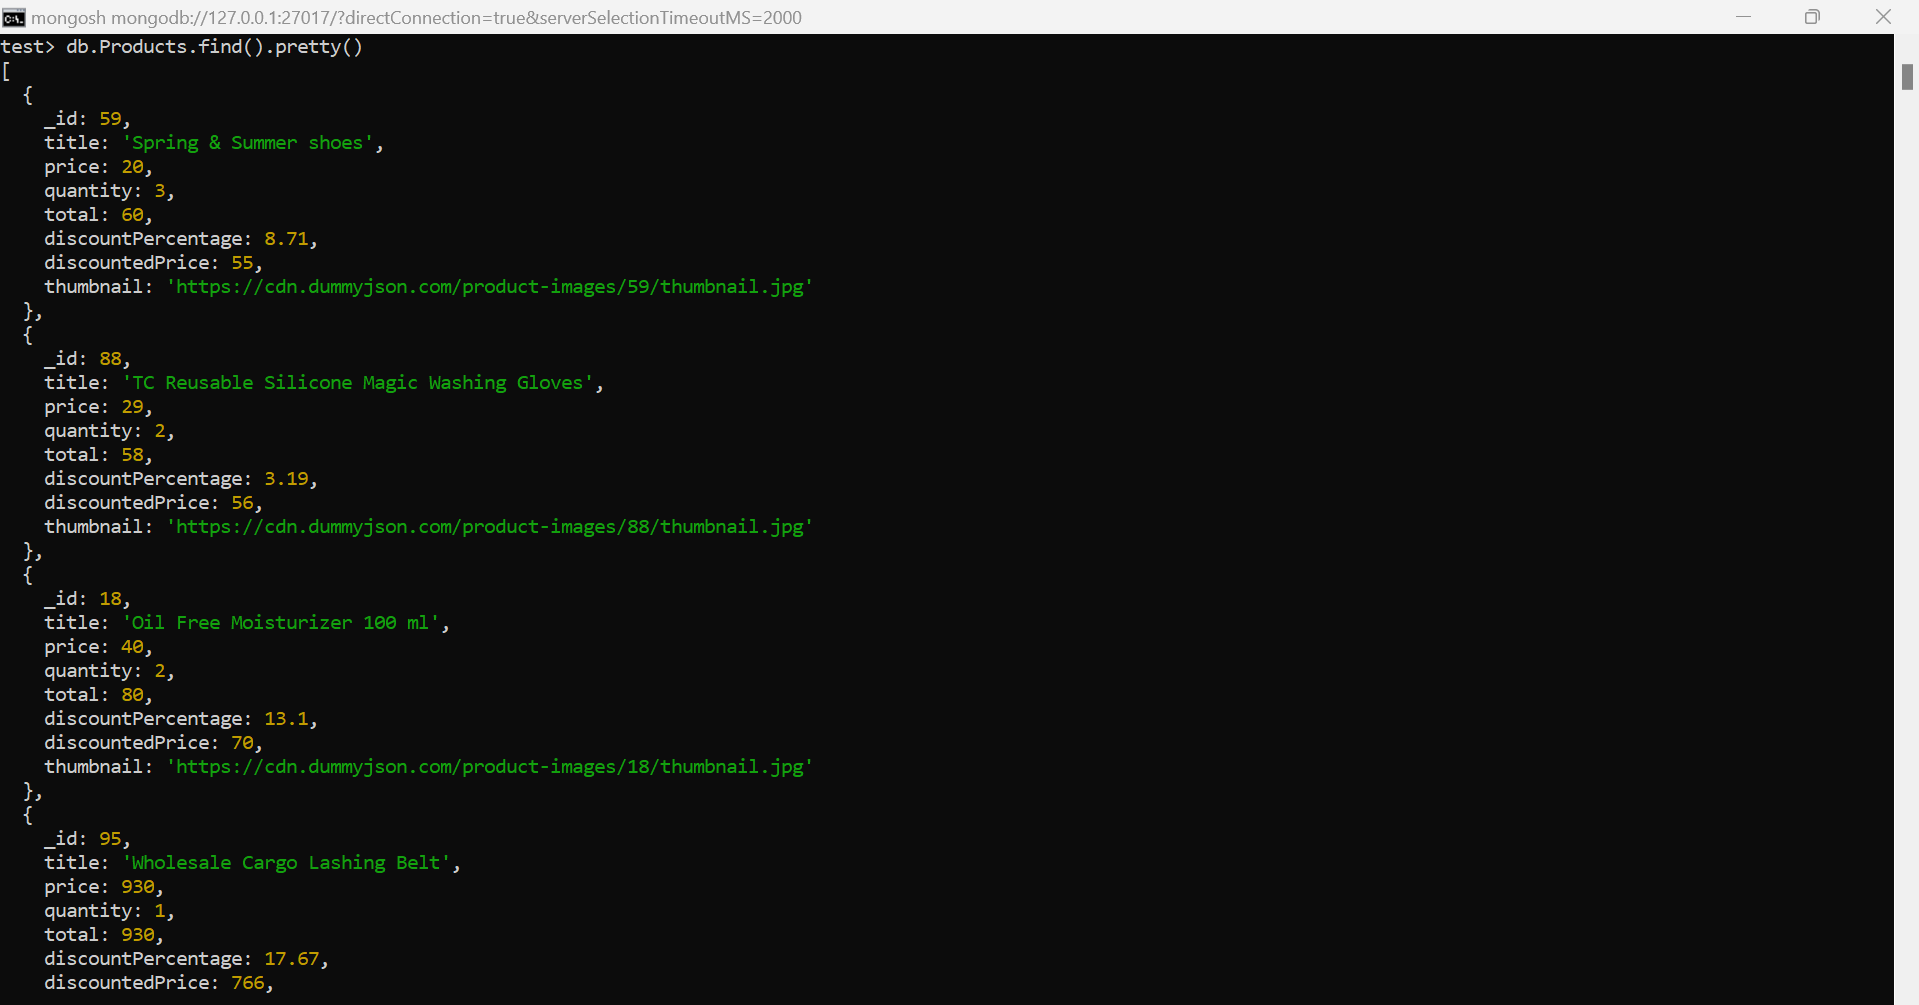 mongosh mongodb://127.0.0.1:27017/?directConnection=true&serverSelectionTimeoutMS=2000
test> db.Products.find().pretty()
[
  {
    _id: 59,
    title: 'Spring & Summer shoes',
    price: 20,
    quantity: 3,
    total: 60,
    discountPercentage: 8.71,
    discountedPrice: 55,
    thumbnail: 'https://cdn.dummyjson.com/product-images/59/thumbnail.jpg'
  },
  {
    _id: 88,
    title: 'TC Reusable Silicone Magic Washing Gloves',
    price: 29,
    quantity: 2,
    total: 58,
    discountPercentage: 3.19,
    discountedPrice: 56,
    thumbnail: 'https://cdn.dummyjson.com/product-images/88/thumbnail.jpg'
  },
  {
    _id: 18,
    title: 'Oil Free Moisturizer 100 ml',
    price: 40,
    quantity: 2,
    total: 80,
    discountPercentage: 13.1,
    discountedPrice: 70,
    thumbnail: 'https://cdn.dummyjson.com/product-images/18/thumbnail.jpg'
  },
  {
    _id: 95,
    title: 'Wholesale Cargo Lashing Belt',
    price: 930,
    quantity: 1,
    total: 930,
    discountPercentage: 17.67,
    discountedPrice: 766,